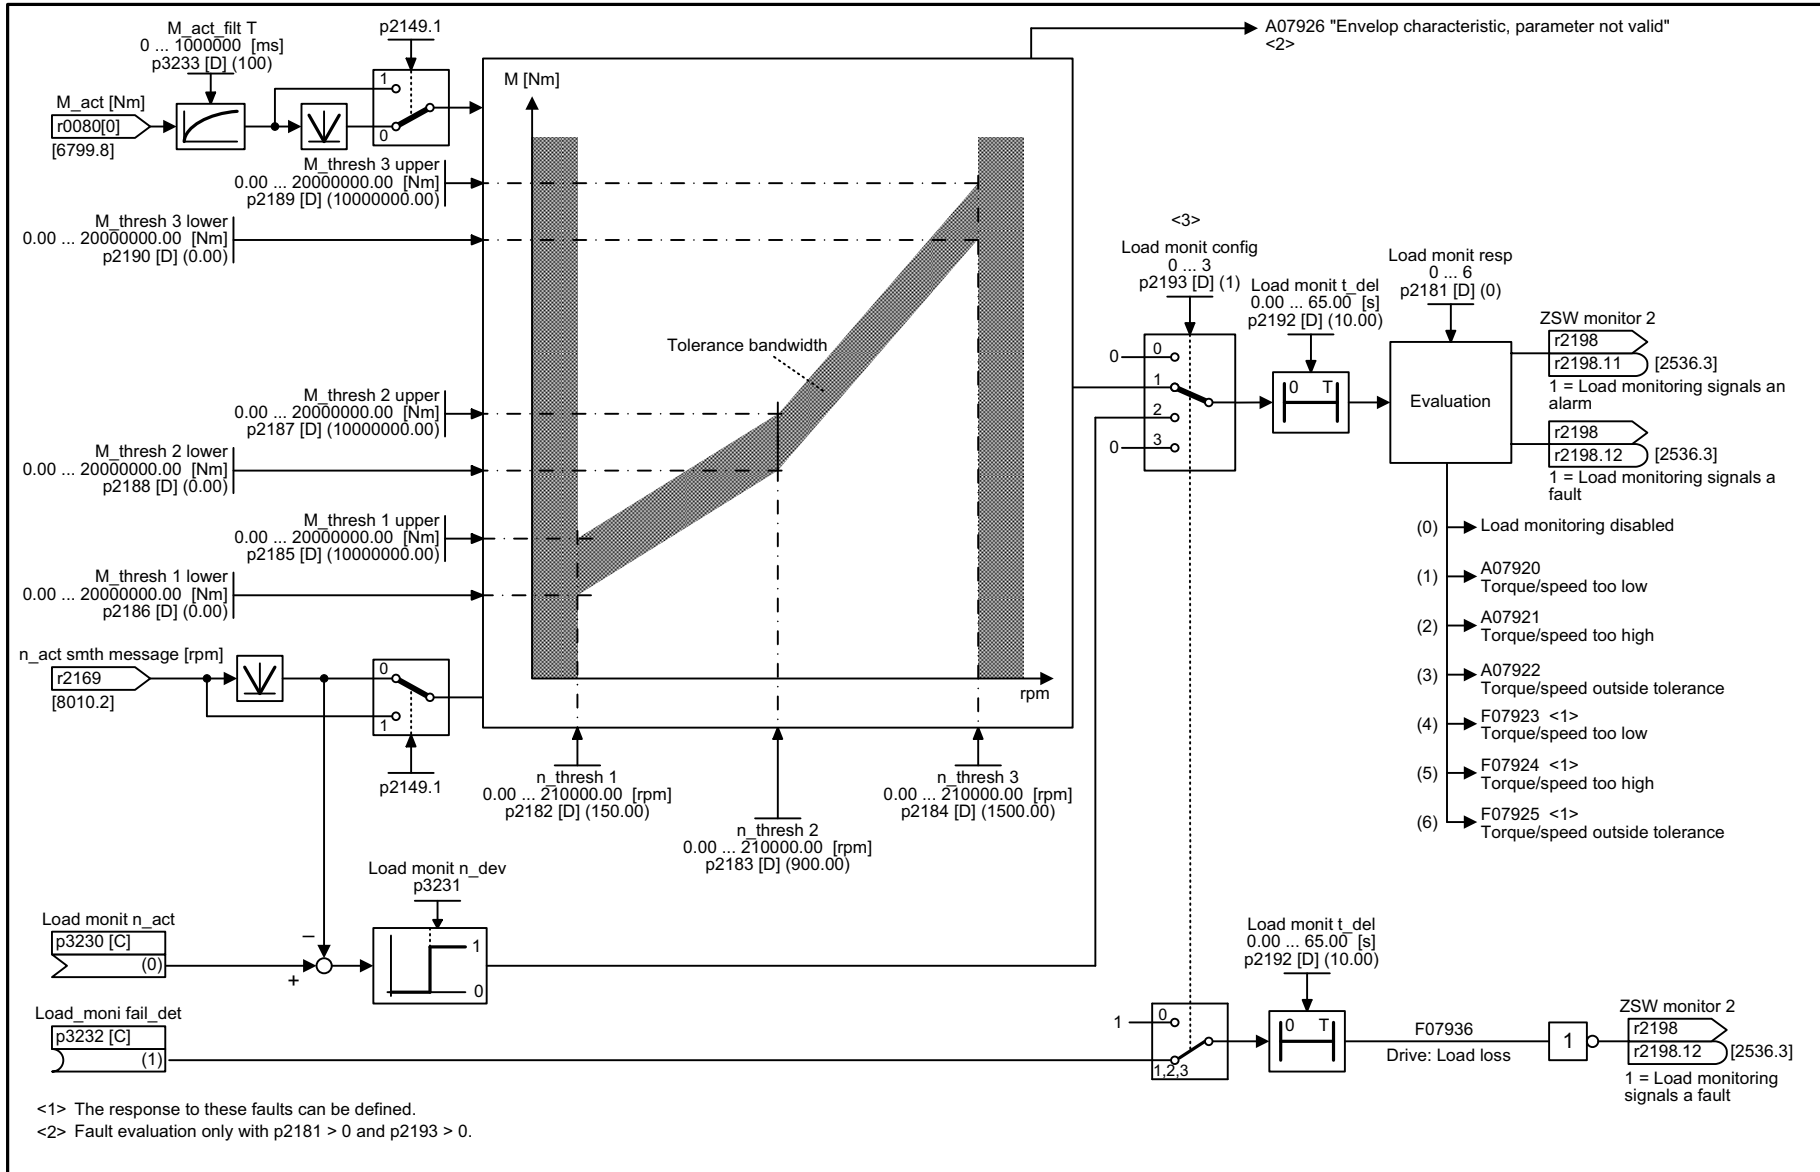 M_act_filt T
0 ... 1000000 [ms]
p3233 [D] (100)
p2149.1
A07926 "Envelop characteristic, parameter not valid"
<2>
M_act [Nm]
r0080[0]
[6799.8]
1
0
M [Nm]
M_thresh 3 upper
0.00 ... 20000000.00 [Nm]
p2189 [D] (10000000.00)
M_thresh 3 lower
0.00 ... 20000000.00 [Nm]
p2190 [D] (0.00)
Tolerance bandwidth
M_thresh 2 upper
0.00 ... 20000000.00 [Nm]
p2187 [D] (10000000.00)
M_thresh 2 lower
0.00 ... 20000000.00 [Nm]
p2188 [D] (0.00)
M_thresh 1 upper
0.00 ... 20000000.00 [Nm]
p2185 [D] (10000000.00)
M_thresh 1 lower
0.00 ... 20000000.00 [Nm]
p2186 [D] (0.00)
n_act smth message [rpm]
r2169
[8010.2]
0
1
p2149.1
rpm
n_thresh 1
0.00 ... 210000.00 [rpm]
p2182 [D] (150.00)
n_thresh 2
0.00 ... 210000.00 [rpm]
p2183 [D] (900.00)
n_thresh 3
0.00 ... 210000.00 [rpm]
p2184 [D] (1500.00)
<3>
Load monit config
0 ... 3
p2193 [D] (1)
0
0
1
2
0
3
Load monit t_del
0.00 ... 65.00 [s]
p2192 [D] (10.00)
0 T
Load monit resp
0 ... 6
p2181 [D] (0)
Evaluation
ZSW monitor 2
r2198
r2198.11
[2536.3]
1 = Load monitoring signals an
alarm
r2198
r2198.12
[2536.3]
1 = Load monitoring signals a
fault
(0) Load monitoring disabled
(1) A07920
Torque/speed too low
(2) A07921
Torque/speed too high
(3) A07922
Torque/speed outside tolerance
(4) F07923 <1>
Torque/speed too low
(5) F07924 <1>
Torque/speed too high
(6) F07925 <1>
Torque/speed outside tolerance
Load monit n_dev
p3231
Load monit n_act
p3230 [C]
(0)
–
+
1
0
Load_moni fail_det
p3232 [C]
(1)
1
0
1,2,3
Load monit t_del
0.00 ... 65.00 [s]
p2192 [D] (10.00)
0 T
F07936
Drive: Load loss
1
ZSW monitor 2
r2198
r2198.12
[2536.3]
1 = Load monitoring
signals a fault
<1> The response to these faults can be defined.
<2> Fault evaluation only with p2181 > 0 and p2193 > 0.